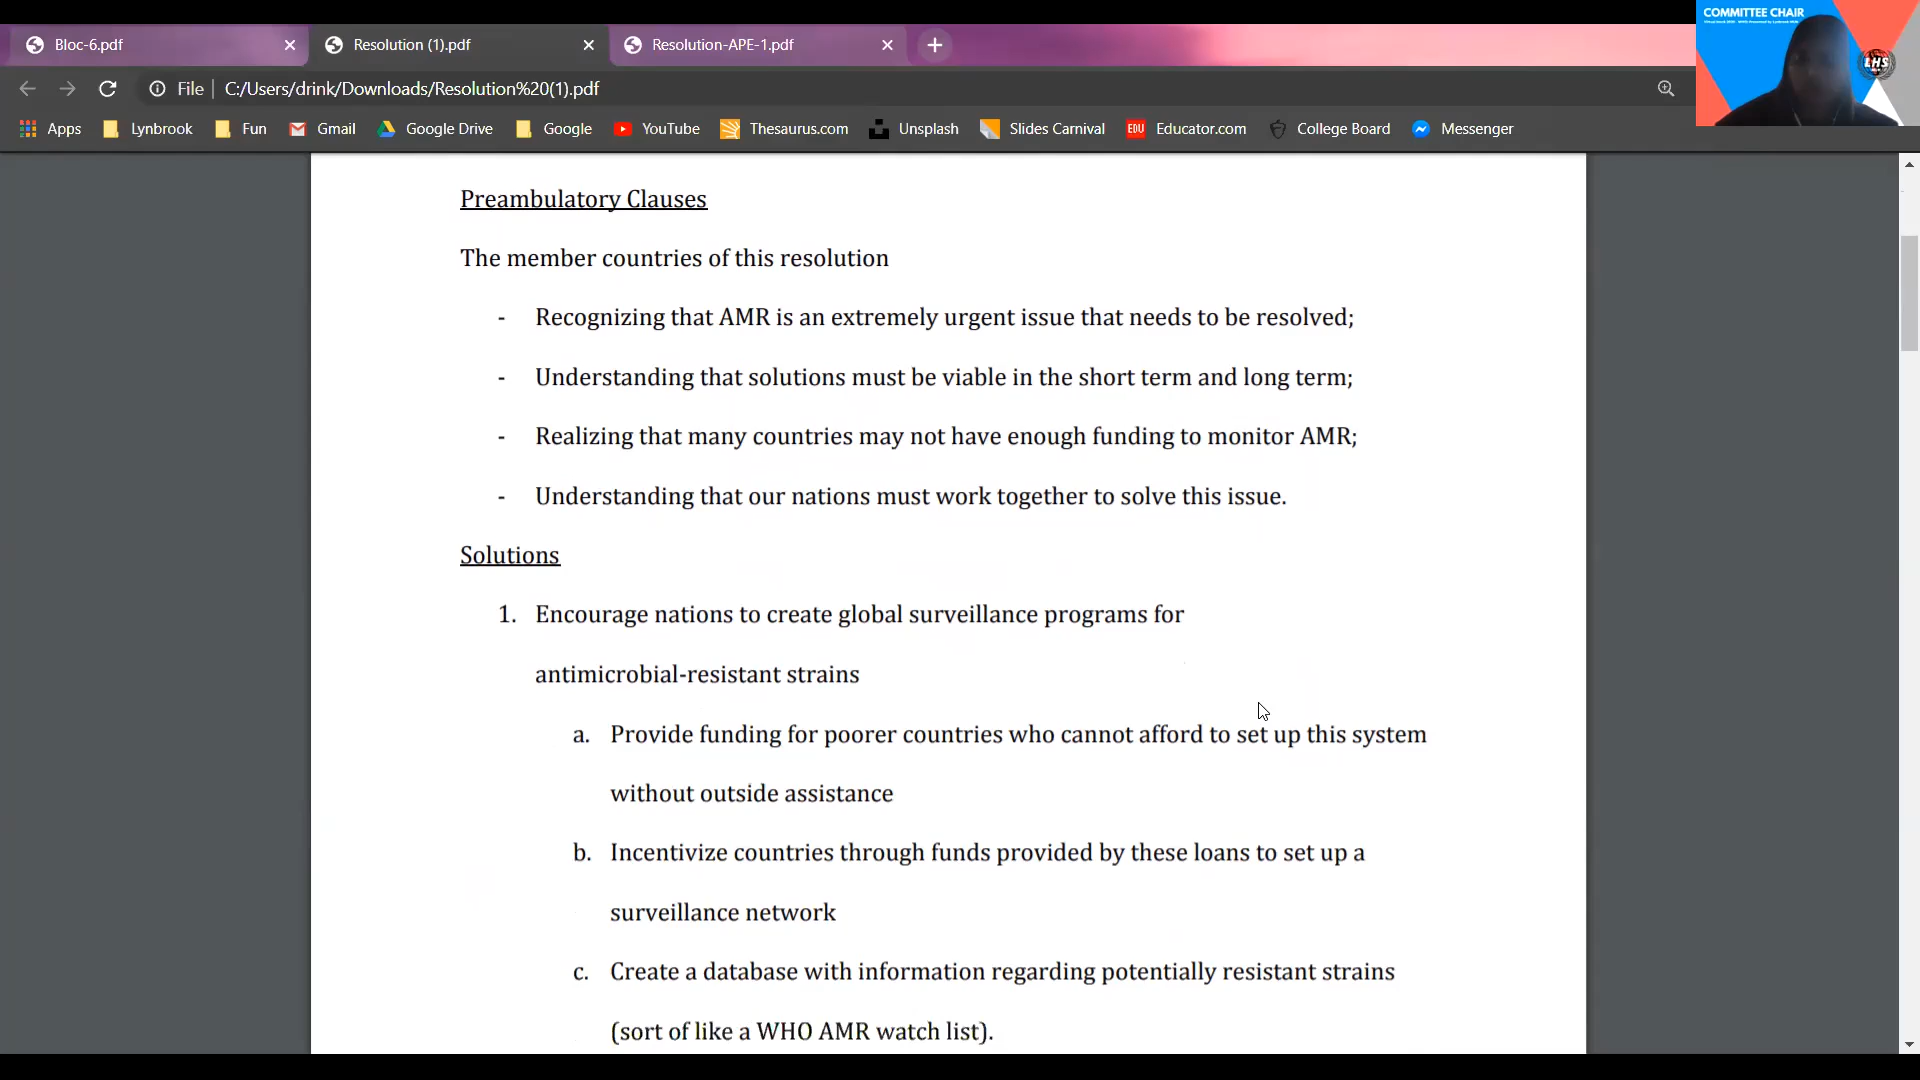 Bloc-6.pdf
Resolution (1).pdf
Resolution-APE-1.pdf
COMMITTEE CHAIR
LHS
File
C:/Users/drink/Downloads/Resolution%20(1).pdf
Apps
Lynbrook
Fun
Gmail
Google Drive
Google
YouTube
Thesaurus.com
Unsplash
Slides Carnival
EDU
Educator.com
College Board
Messenger
Preambulatory Clauses
The member countries of this resolution
- Recognizing that AMR is an extremely urgent issue that needs to be resolved;
- Understanding that solutions must be viable in the short term and long term;
- Realizing that many countries may not have enough funding to monitor AMR;
- Understanding that our nations must work together to solve this issue.
Solutions
1. Encourage nations to create global surveillance programs for
antimicrobial-resistant strains
a. Provide funding for poorer countries who cannot afford to set up this system
without outside assistance
b. Incentivize countries through funds provided by these loans to set up a
surveillance network
c. Create a database with information regarding potentially resistant strains
(sort of like a WHO AMR watch list).